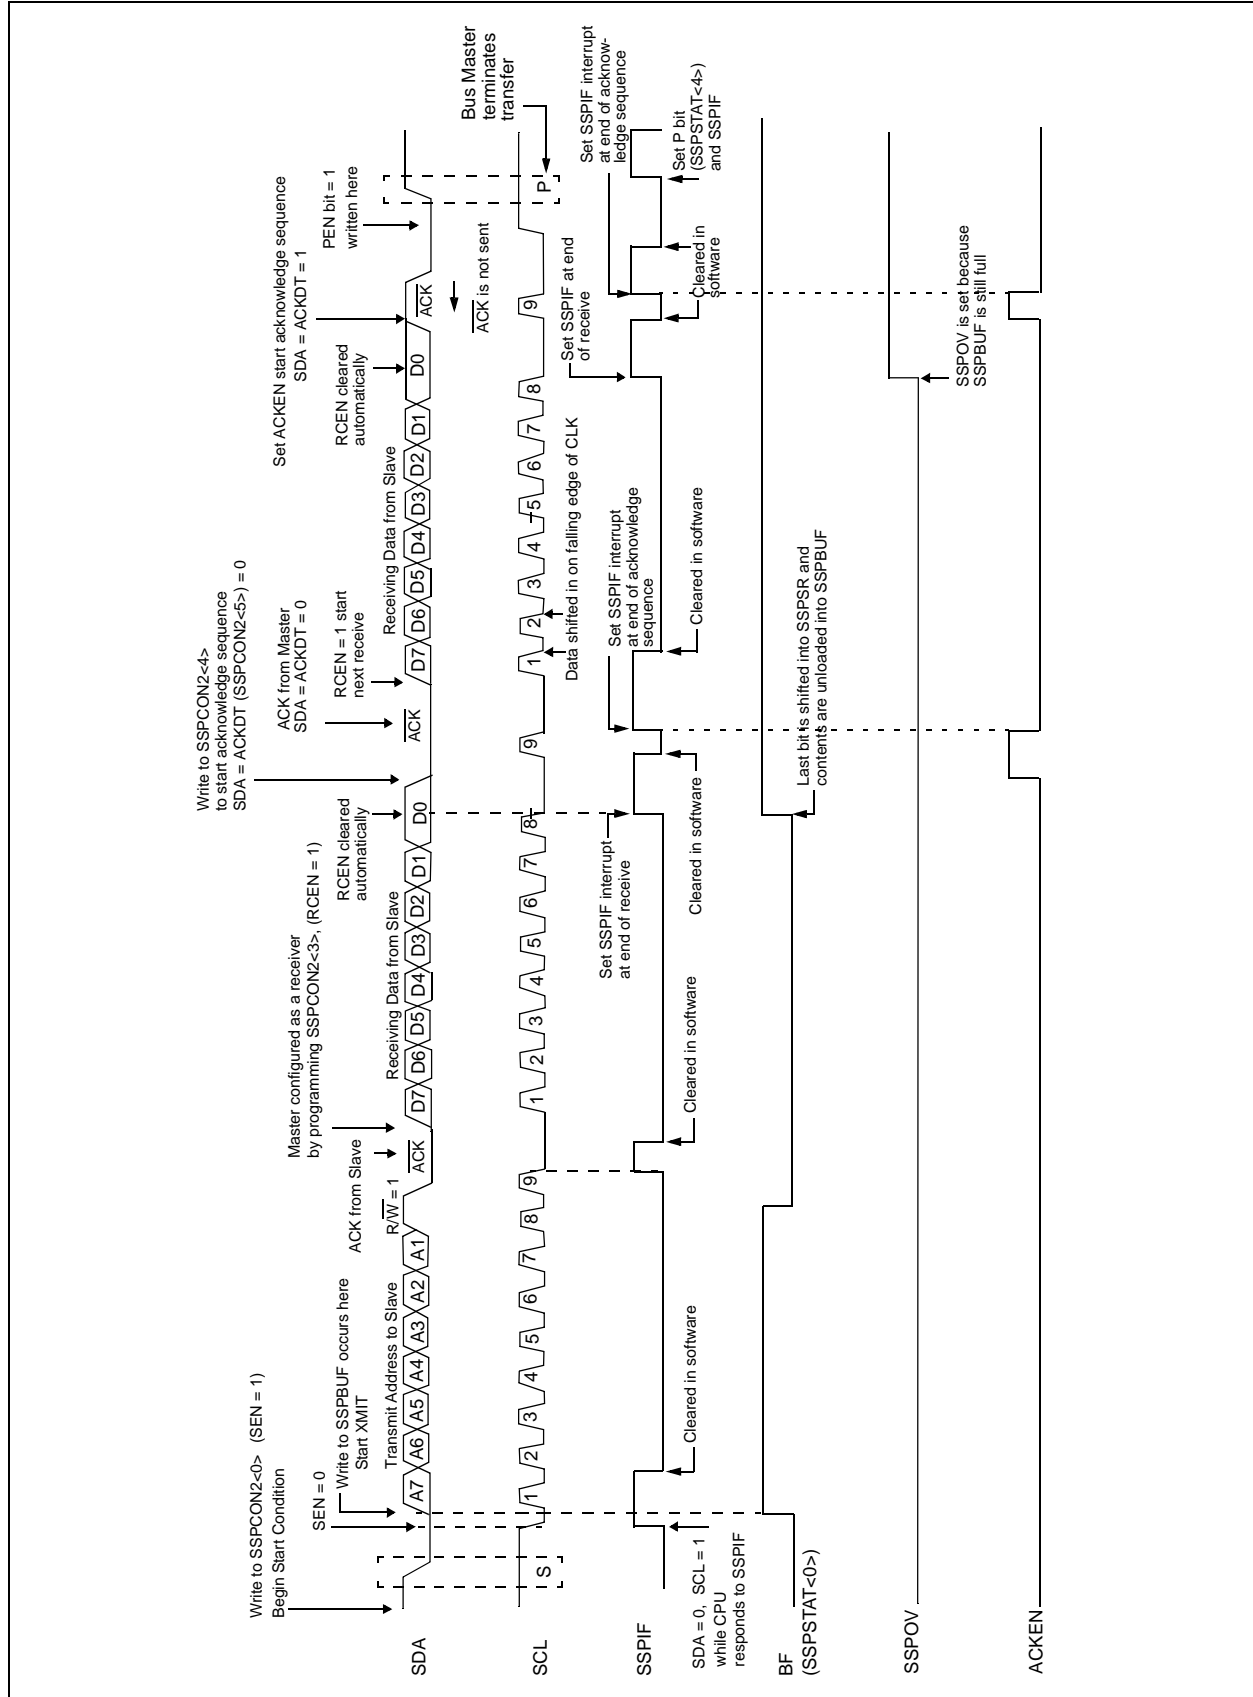 Write to SSPCON2<0> (SEN = 1)
Begin Start Condition
SEN = 0
Write to SSPBUF occurs here
Start XMIT
ACK from Slave
Master configured as a receiver
by programming SSPCON2<3>, (RCEN = 1)
RCEN cleared
automatically
Write to SSPCON2<4>
to start acknowledge sequence
SDA = ACKDT (SSPCON2<5>) = 0
ACK from Master
SDA = ACKDT = 0
RCEN = 1 start
next receive
RCEN cleared
automatically
Set ACKEN start acknowledge sequence
SDA = ACKDT = 1
PEN bit = 1
written here
Transmit Address to Slave
R/W = 1
Receiving Data from Slave
Receiving Data from Slave
SDA
A7 A6 A5 A4 A3 A2 A1
ACK
D7 D6 D5 D4 D3 D2 D1 D0
ACK
D7 D6 D5 D4 D3 D2 D1 D0
ACK
ACK is not sent
Bus Master
terminates
transfer
SCL
S
1 2 3 4 5 6 7 8 9
1 2 3 4 5 6 7 8 9
1 2 3 4 5 6 7 8 9
P
Data shifted in on falling edge of CLK
Set SSPIF interrupt
at end of receive
Set SSPIF interrupt
at end of acknowledge
sequence
Set SSPIF at end
of receive
Set SSPIF interrupt
at end of acknow-
ledge sequence
SSPIF
SDA = 0, SCL = 1
while CPU
responds to SSPIF
Cleared in software
Cleared in software
Cleared in software
Cleared in software
Cleared in
software
Set P bit
(SSPSTAT<4>)
and SSPIF
BF
(SSPSTAT<0>)
Last bit is shifted into SSPSR and
contents are unloaded into SSPBUF
SSPOV
SSPOV is set because
SSPBUF is still full
ACKEN